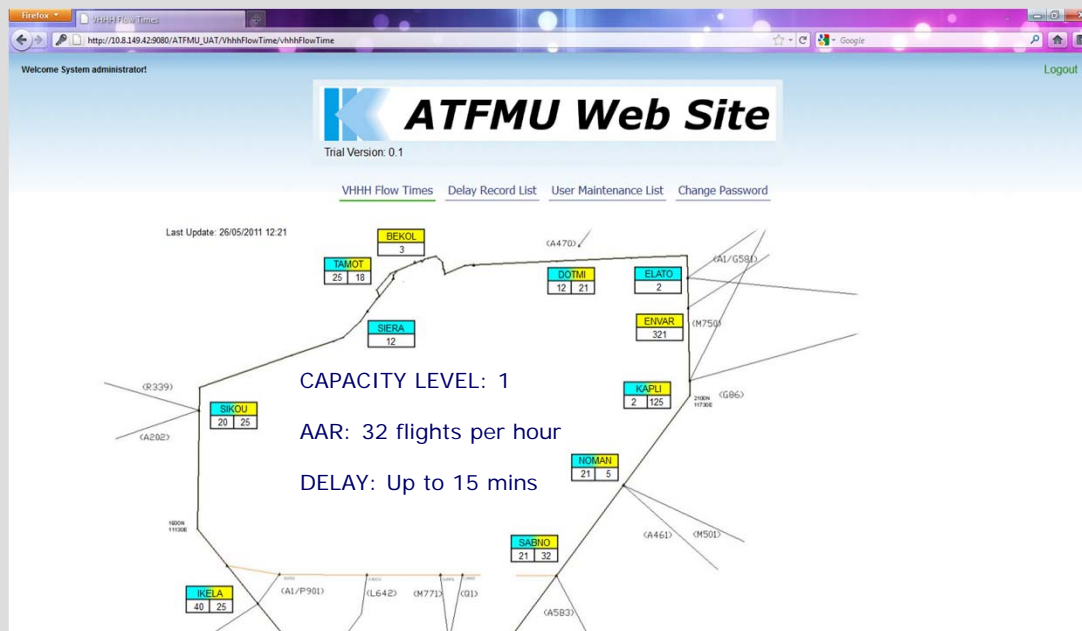 Firefox
VHHH Flow Times
http://10.8.149.42:9080/ATFMU_UAT/VhhhFlowTime/vhhhFlowTime
Google
Welcome System administrator!
Logout
ATFMU Web Site
Trial Version: 0.1
VHHH Flow Times Delay Record List User Maintenance List Change Password
Last Update: 26/05/2011 12:21
BEKOL
3
(A470)
TAMOT
25 18
(A1/G581)
DOTMI
12 21
ELATO
2
ENVAR
321
(M750)
SIERA
12
CAPACITY LEVEL: 1
(R339)
KAPLI
2 125
(G86)
2100N
11730E
SIKOU
20 25
AAR: 32 flights per hour
(A202)
NOMAN
21 5
DELAY: Up to 15 mins
(A461)
(M501)
SABNO
21 32
IKELA
40 25
(A1/P901)
(L642)
(M771)
(Q1)
(A583)